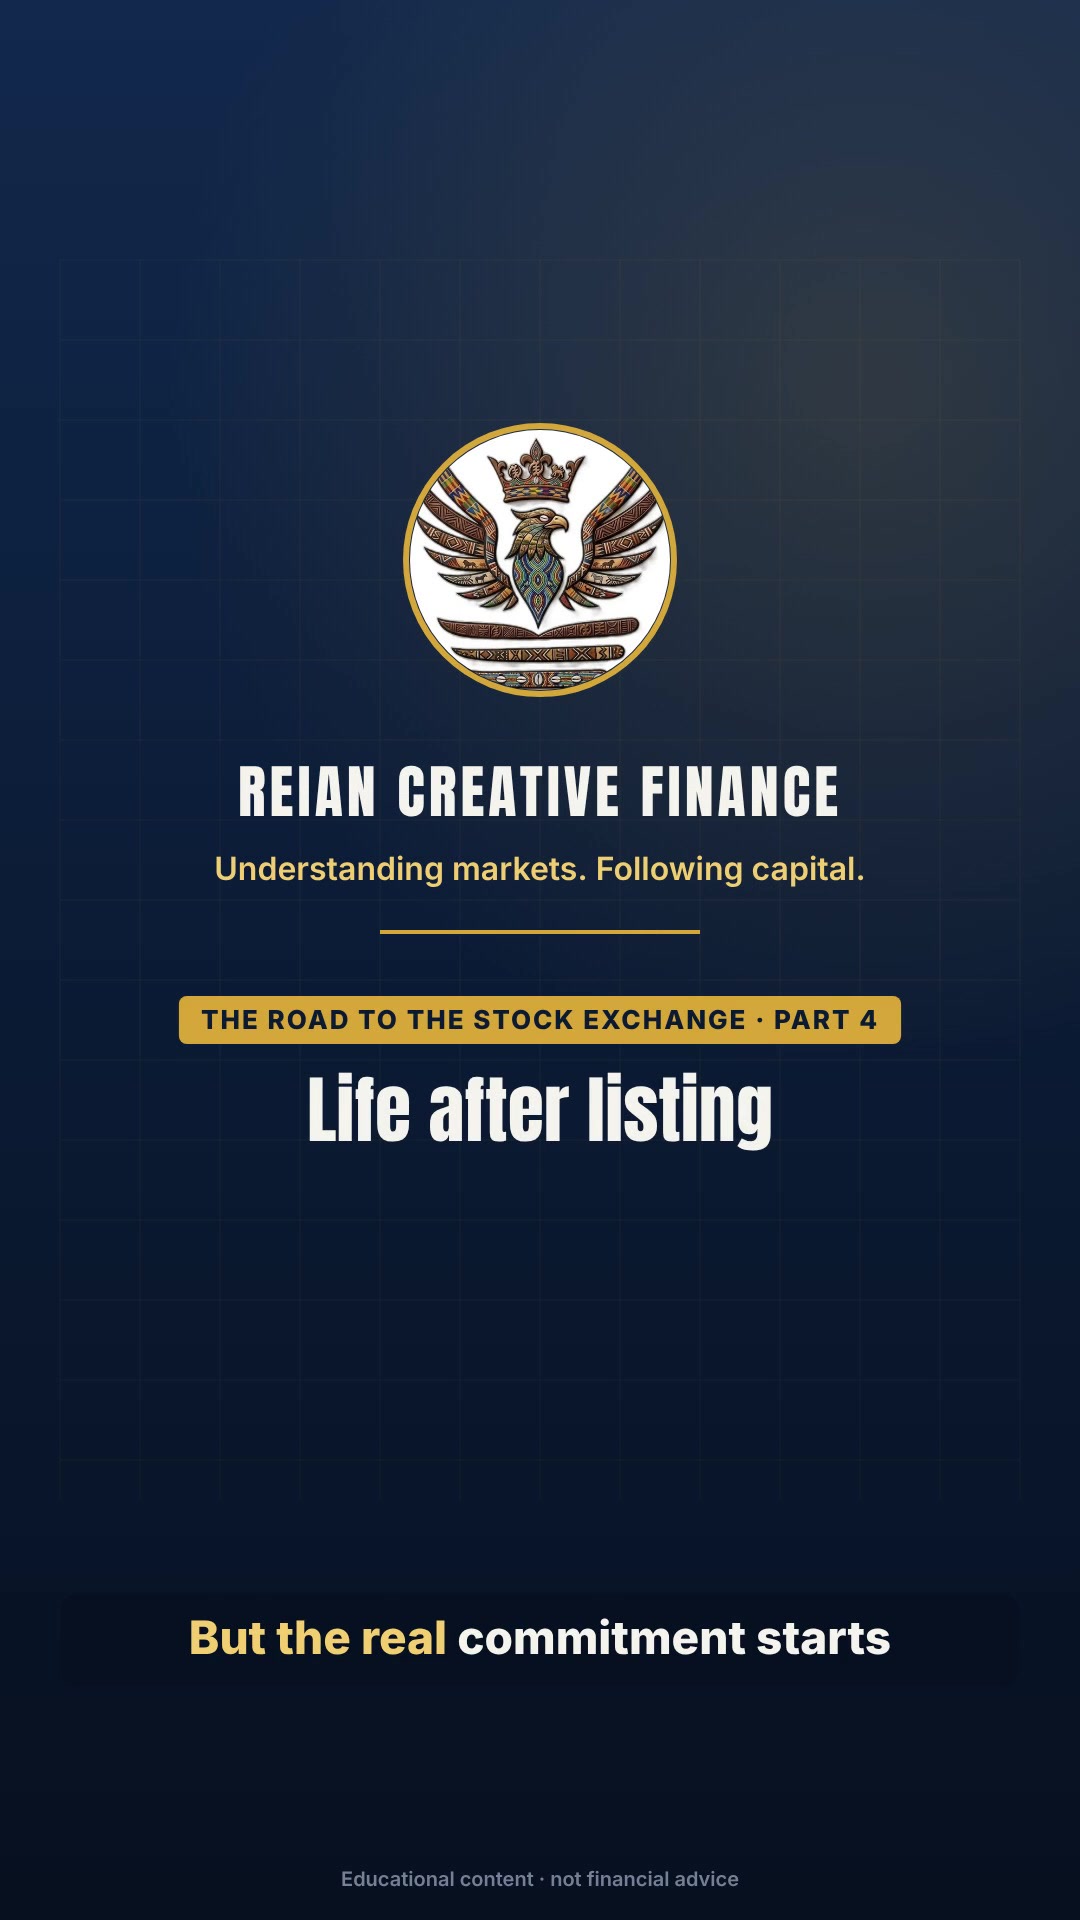 REIAN CREATIVE FINANCE
Understanding markets. Following capital.
THE ROAD TO THE STOCK EXCHANGE · PART 4
Life after listing
But the real commitment starts
Educational content · not financial advice